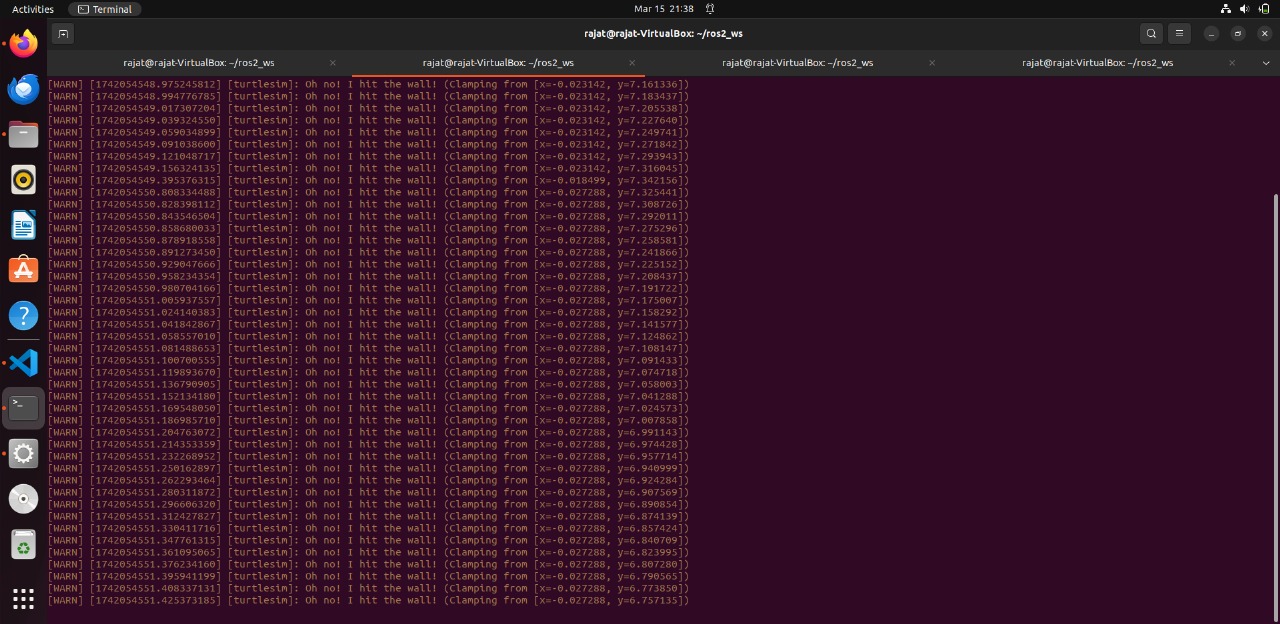 Activities
Terminal
Mar 15 21:38
rajat@rajat-VirtualBox: ~/ros2_ws
rajat@rajat-VirtualBox: ~/ros2_ws
rajat@rajat-VirtualBox: ~/ros2_ws
rajat@rajat-VirtualBox: ~/ros2_ws
rajat@rajat-VirtualBox: ~/ros2_ws
[WARN] [1742054548.975245812] [turtlesim]: Oh no! I hit the wall! (Clamping from [x=-0.023142, y=7.161336])
[WARN] [1742054548.994776785] [turtlesim]: Oh no! I hit the wall! (Clamping from [x=-0.023142, y=7.183437])
[WARN] [1742054549.017307204] [turtlesim]: Oh no! I hit the wall! (Clamping from [x=-0.023142, y=7.205538])
[WARN] [1742054549.039324550] [turtlesim]: Oh no! I hit the wall! (Clamping from [x=-0.023142, y=7.227640])
[WARN] [1742054549.059034899] [turtlesim]: Oh no! I hit the wall! (Clamping from [x=-0.023142, y=7.249741])
[WARN] [1742054549.091038600] [turtlesim]: Oh no! I hit the wall! (Clamping from [x=-0.023142, y=7.271842])
[WARN] [1742054549.121048717] [turtlesim]: Oh no! I hit the wall! (Clamping from [x=-0.023142, y=7.293943])
[WARN] [1742054549.156324135] [turtlesim]: Oh no! I hit the wall! (Clamping from [x=-0.023142, y=7.316045])
[WARN] [1742054549.395376315] [turtlesim]: Oh no! I hit the wall! (Clamping from [x=-0.018499, y=7.342156])
[WARN] [1742054550.808334488] [turtlesim]: Oh no! I hit the wall! (Clamping from [x=-0.027288, y=7.325441])
[WARN] [1742054550.828398112] [turtlesim]: Oh no! I hit the wall! (Clamping from [x=-0.027288, y=7.308726])
[WARN] [1742054550.843546504] [turtlesim]: Oh no! I hit the wall! (Clamping from [x=-0.027288, y=7.292011])
[WARN] [1742054550.858680033] [turtlesim]: Oh no! I hit the wall! (Clamping from [x=-0.027288, y=7.275296])
[WARN] [1742054550.878918558] [turtlesim]: Oh no! I hit the wall! (Clamping from [x=-0.027288, y=7.258581])
[WARN] [1742054550.891273450] [turtlesim]: Oh no! I hit the wall! (Clamping from [x=-0.027288, y=7.241866])
[WARN] [1742054550.929047666] [turtlesim]: Oh no! I hit the wall! (Clamping from [x=-0.027288, y=7.225152])
[WARN] [1742054550.958234354] [turtlesim]: Oh no! I hit the wall! (Clamping from [x=-0.027288, y=7.208437])
[WARN] [1742054550.980704166] [turtlesim]: Oh no! I hit the wall! (Clamping from [x=-0.027288, y=7.191722])
[WARN] [1742054551.005937557] [turtlesim]: Oh no! I hit the wall! (Clamping from [x=-0.027288, y=7.175007])
[WARN] [1742054551.024140383] [turtlesim]: Oh no! I hit the wall! (Clamping from [x=-0.027288, y=7.158292])
[WARN] [1742054551.041842867] [turtlesim]: Oh no! I hit the wall! (Clamping from [x=-0.027288, y=7.141577])
[WARN] [1742054551.058557010] [turtlesim]: Oh no! I hit the wall! (Clamping from [x=-0.027288, y=7.124862])
[WARN] [1742054551.081488653] [turtlesim]: Oh no! I hit the wall! (Clamping from [x=-0.027288, y=7.108147])
[WARN] [1742054551.100700555] [turtlesim]: Oh no! I hit the wall! (Clamping from [x=-0.027288, y=7.091433])
[WARN] [1742054551.119893670] [turtlesim]: Oh no! I hit the wall! (Clamping from [x=-0.027288, y=7.074718])
[WARN] [1742054551.136790905] [turtlesim]: Oh no! I hit the wall! (Clamping from [x=-0.027288, y=7.058003])
[WARN] [1742054551.152134180] [turtlesim]: Oh no! I hit the wall! (Clamping from [x=-0.027288, y=7.041288])
[WARN] [1742054551.169548050] [turtlesim]: Oh no! I hit the wall! (Clamping from [x=-0.027288, y=7.024573])
[WARN] [1742054551.186985710] [turtlesim]: Oh no! I hit the wall! (Clamping from [x=-0.027288, y=7.007858])
[WARN] [1742054551.204763072] [turtlesim]: Oh no! I hit the wall! (Clamping from [x=-0.027288, y=6.991143])
[WARN] [1742054551.214353359] [turtlesim]: Oh no! I hit the wall! (Clamping from [x=-0.027288, y=6.974428])
[WARN] [1742054551.232268952] [turtlesim]: Oh no! I hit the wall! (Clamping from [x=-0.027288, y=6.957714])
[WARN] [1742054551.250162897] [turtlesim]: Oh no! I hit the wall! (Clamping from [x=-0.027288, y=6.940999])
[WARN] [1742054551.262293464] [turtlesim]: Oh no! I hit the wall! (Clamping from [x=-0.027288, y=6.924284])
[WARN] [1742054551.280311872] [turtlesim]: Oh no! I hit the wall! (Clamping from [x=-0.027288, y=6.907569])
[WARN] [1742054551.296606320] [turtlesim]: Oh no! I hit the wall! (Clamping from [x=-0.027288, y=6.890854])
[WARN] [1742054551.312427827] [turtlesim]: Oh no! I hit the wall! (Clamping from [x=-0.027288, y=6.874139])
[WARN] [1742054551.330411716] [turtlesim]: Oh no! I hit the wall! (Clamping from [x=-0.027288, y=6.857424])
[WARN] [1742054551.347761315] [turtlesim]: Oh no! I hit the wall! (Clamping from [x=-0.027288, y=6.840709])
[WARN] [1742054551.361095065] [turtlesim]: Oh no! I hit the wall! (Clamping from [x=-0.027288, y=6.823995])
[WARN] [1742054551.376234160] [turtlesim]: Oh no! I hit the wall! (Clamping from [x=-0.027288, y=6.807280])
[WARN] [1742054551.395941199] [turtlesim]: Oh no! I hit the wall! (Clamping from [x=-0.027288, y=6.790565])
[WARN] [1742054551.408337131] [turtlesim]: Oh no! I hit the wall! (Clamping from [x=-0.027288, y=6.773850])
[WARN] [1742054551.425373185] [turtlesim]: Oh no! I hit the wall! (Clamping from [x=-0.027288, y=6.757135])